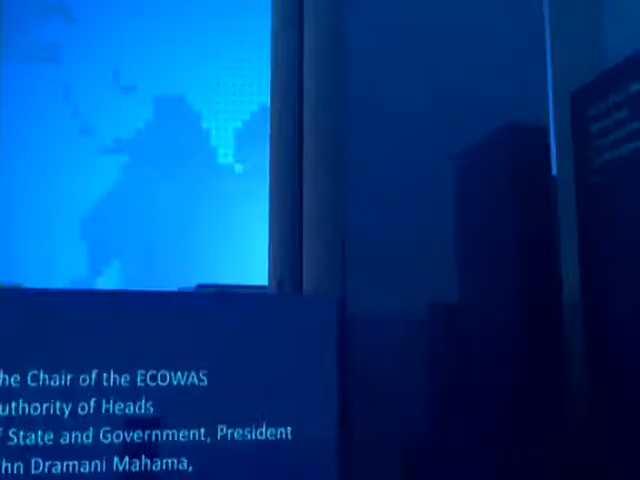 he Chair of the ECOWAS
uthority of Heads
f State and Government, President
hn Dramani Mahama,